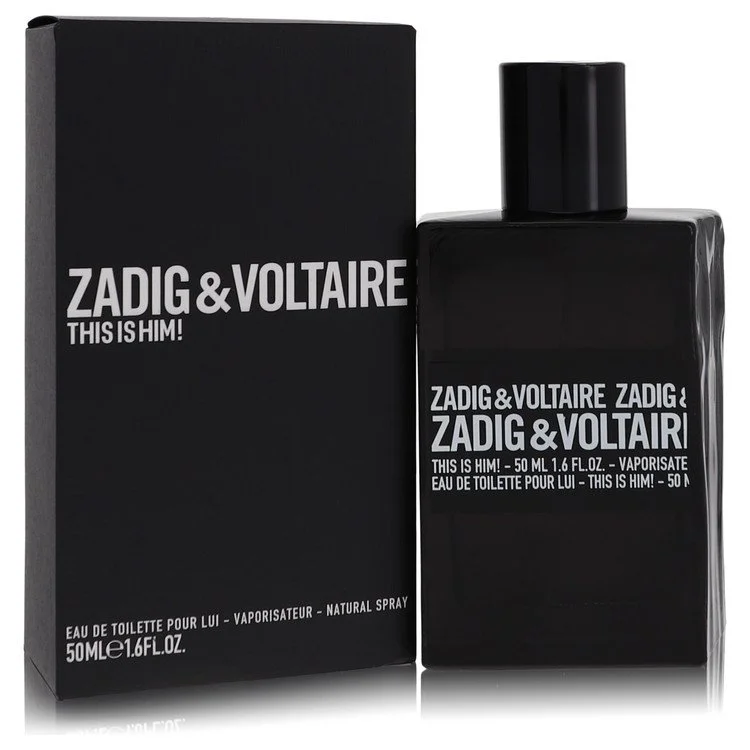 ZADIG & VOLTAIRE
THIS IS HIM!
EAU DE TOILETTE POUR LUI - VAPORISATEUR - NATURAL SPRAY
50ML℮1.6FL.OZ.
ZADIG & VOLTAIRE ZADIG &
ZADIG & VOLTAIR
THIS IS HIM! - 50 ML 1.6 FL.OZ. - VAPORISATE
EAU DE TOILETTE POUR LUI - THIS IS HIM! - 50